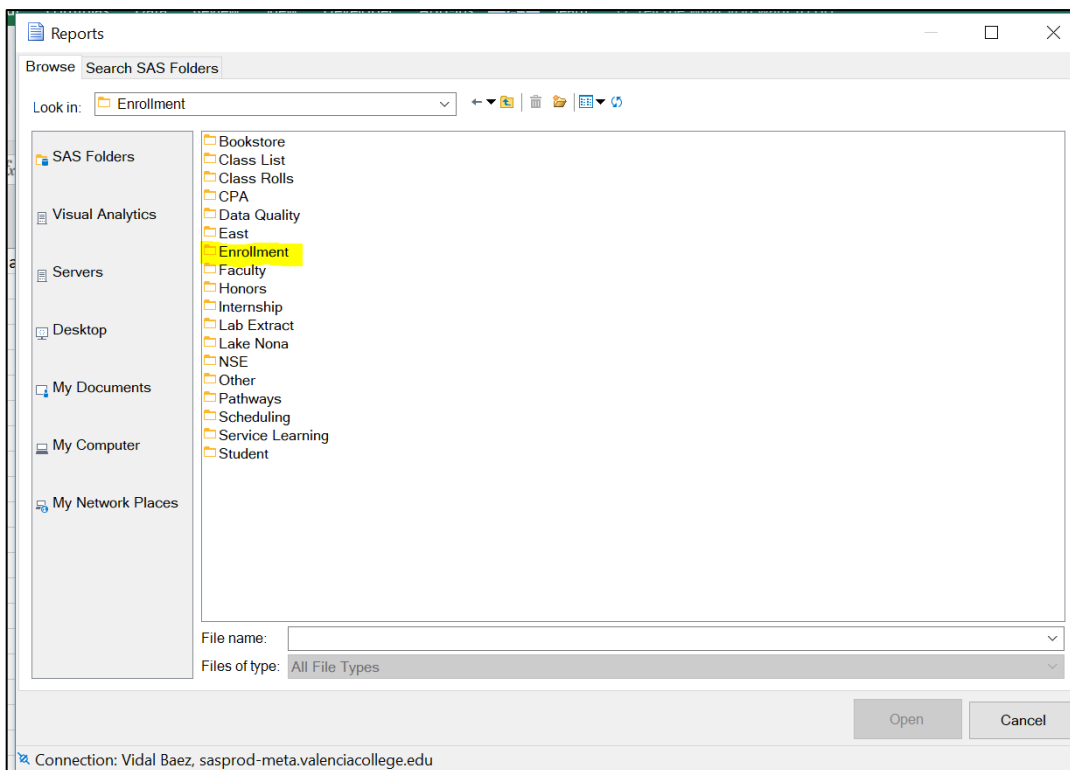 Reports
Browse Search SAS Folders
Look in: Enrollment
SAS Folders
Visual Analytics
Servers
Desktop
My Documents
My Computer
My Network Places
Bookstore
Class List
Class Rolls
CPA
Data Quality
East
Enrollment
Faculty
Honors
Internship
Lab Extract
Lake Nona
NSE
Other
Pathways
Scheduling
Service Learning
Student
File name:
Files of type: All File Types
Open Cancel
Connection: Vidal Baez, sasprod-meta.valenciacollege.edu